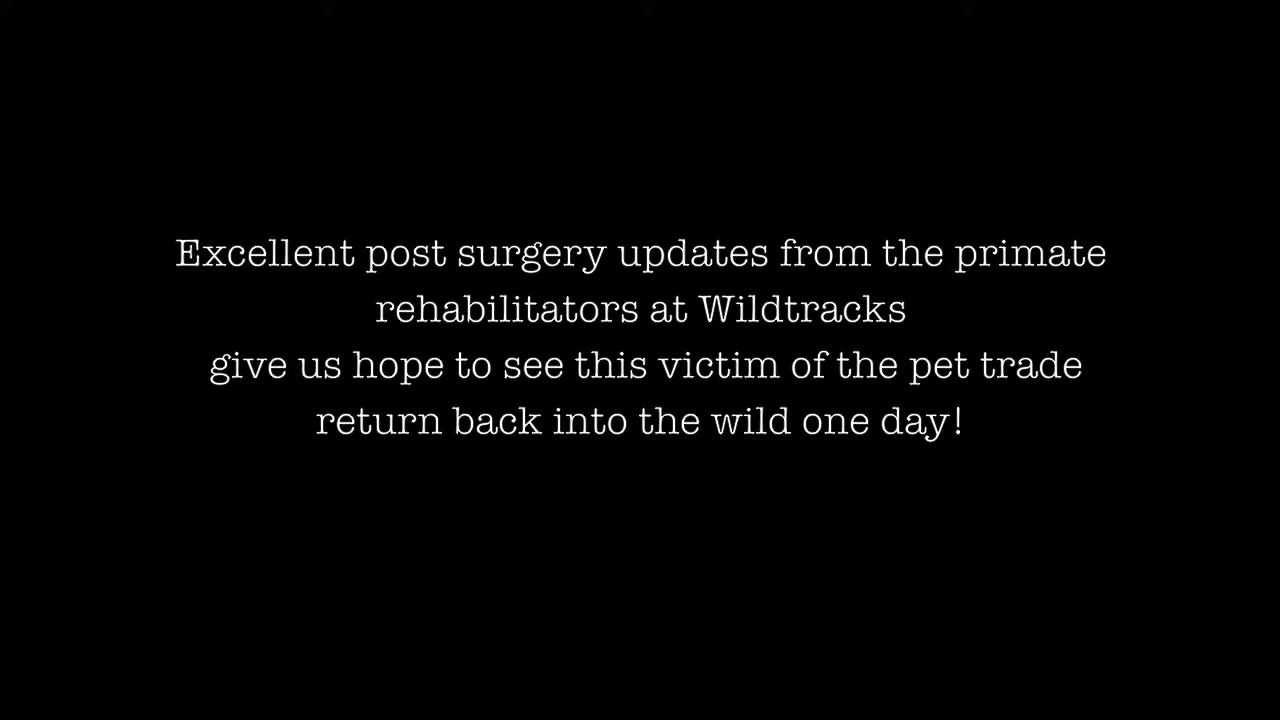 Excellent post surgery updates from the primate
rehabilitators at Wildtracks
give us hope to see this victim of the pet trade
return back into the wild one day!